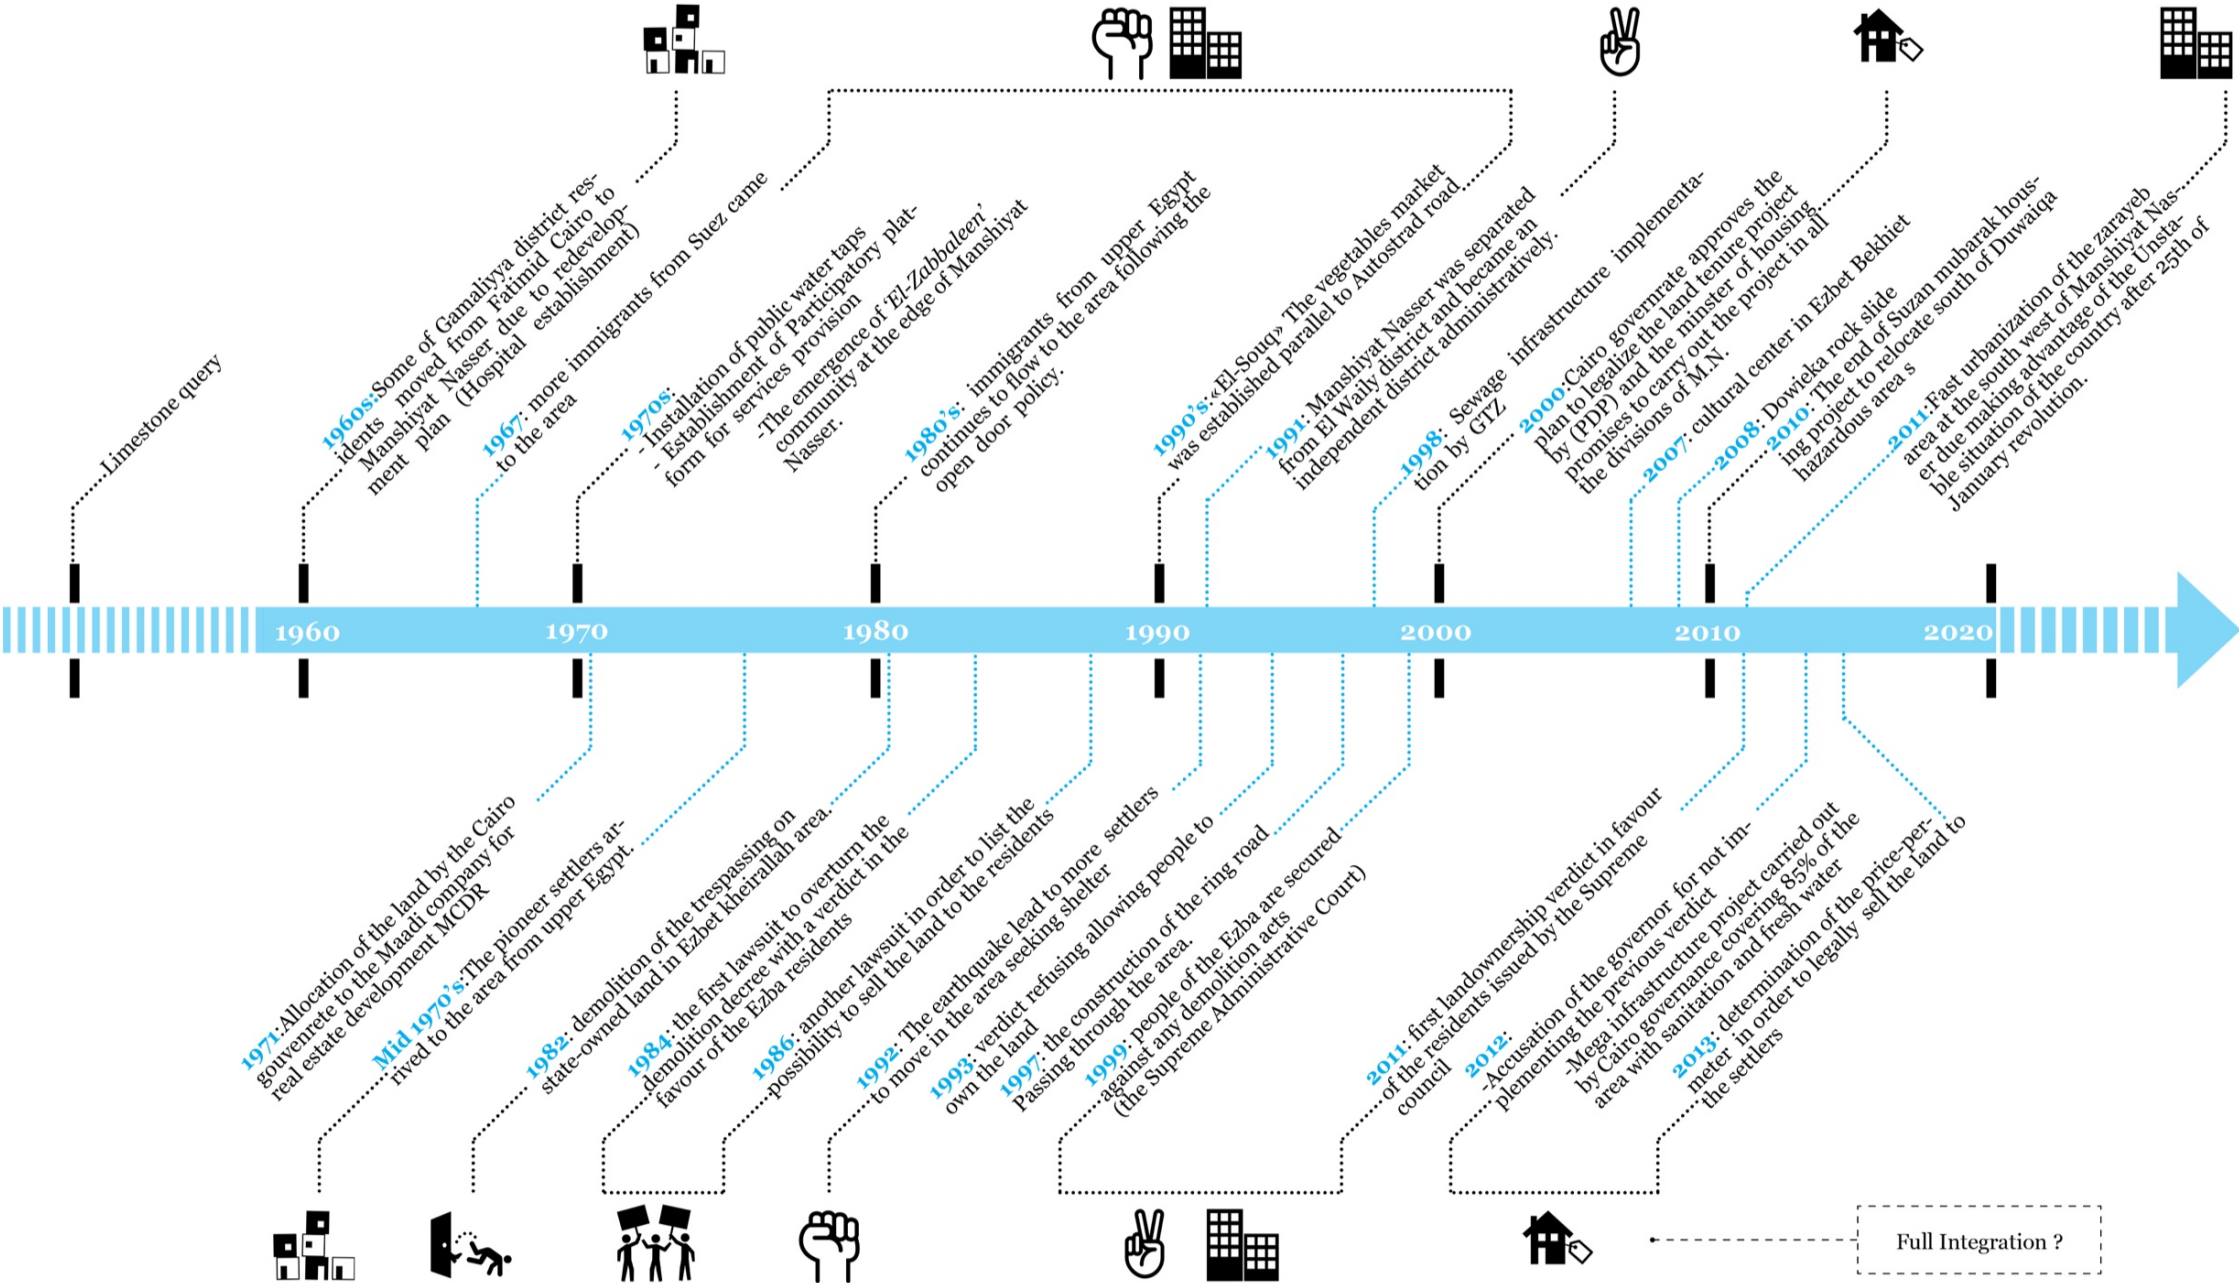 Limestone query
1960s:Some of Gamaliyya district res-
idents moved from Fatimid Cairo to
Manshiyat Nasser due to redevelop-
ment plan (Hospital establishment)
1967: more immigrants from Suez came
to the area
1970s:
- Installation of public water taps
- Establishment of Participatory plat-
form for services provision
-The emergence of ‘El-Zabbaleen’
community at the edge of Manshiyat
Nasser.
1980’s: immigrants from upper Egypt
continues to flow to the area following the
open door policy.
1990’s:«El-Souq» The vegetables market
was established parallel to Autostrad road
1991: Manshiyat Nasser was separated
from El Waily district and became an
independent district administratively.
1998: Sewage infrastructure implementa-
tion by GTZ
2000:Cairo governrate approves the
plan to legalize the land tenure project
by (PDP) and the minster of housing
promises to carry out the project in all
the divisions of M.N.
2007: cultural center in Ezbet Bekhiet
2008: Dowieka rock slide
2010: The end of Suzan mubarak hous-
ing project to relocate south of Duwaiqa
hazardous area s
2011:Fast urbanization of the zarayeb
area at the south west of Manshiyat Nas-
er due making advantage of the Unsta-
ble situation of the country after 25th of
January revolution.
1960
1970
1980
1990
2000
2010
2020
1971:Allocation of the land by the Cairo
gouvenrete to the Maadi company for
real estate development MCDR
Mid 1970’s:The pioneer settlers ar-
rived to the area from upper Egypt.
1982: demolition of the trespassing on
state-owned land in Ezbet kheirallah area.
1984: the first lawsuit to overturn the
demolition decree with a verdict in the
favour of the Ezba residents
1986: another lawsuit in order to list the
possibility to sell the land to the residents
1992: The earthquake lead to more settlers
to move in the area seeking shelter
1993: verdict refusing allowing people to
own the land
1997: the construction of the ring road
Passing through the area.
1999: people of the Ezba are secured
against any demolition acts
(the Supreme Administrative Court)
2011: first landownership verdict in favour
of the residents issued by the Supreme
council
2012:
-Accusation of the governor for not im-
plementing the previous verdict
-Mega infrastructure project carried out
by Cairo governance covering 85% of the
area with sanitation and fresh water
2013: determination of the price-per-
meter in order to legally sell the land to
the settlers
Full Integration ?